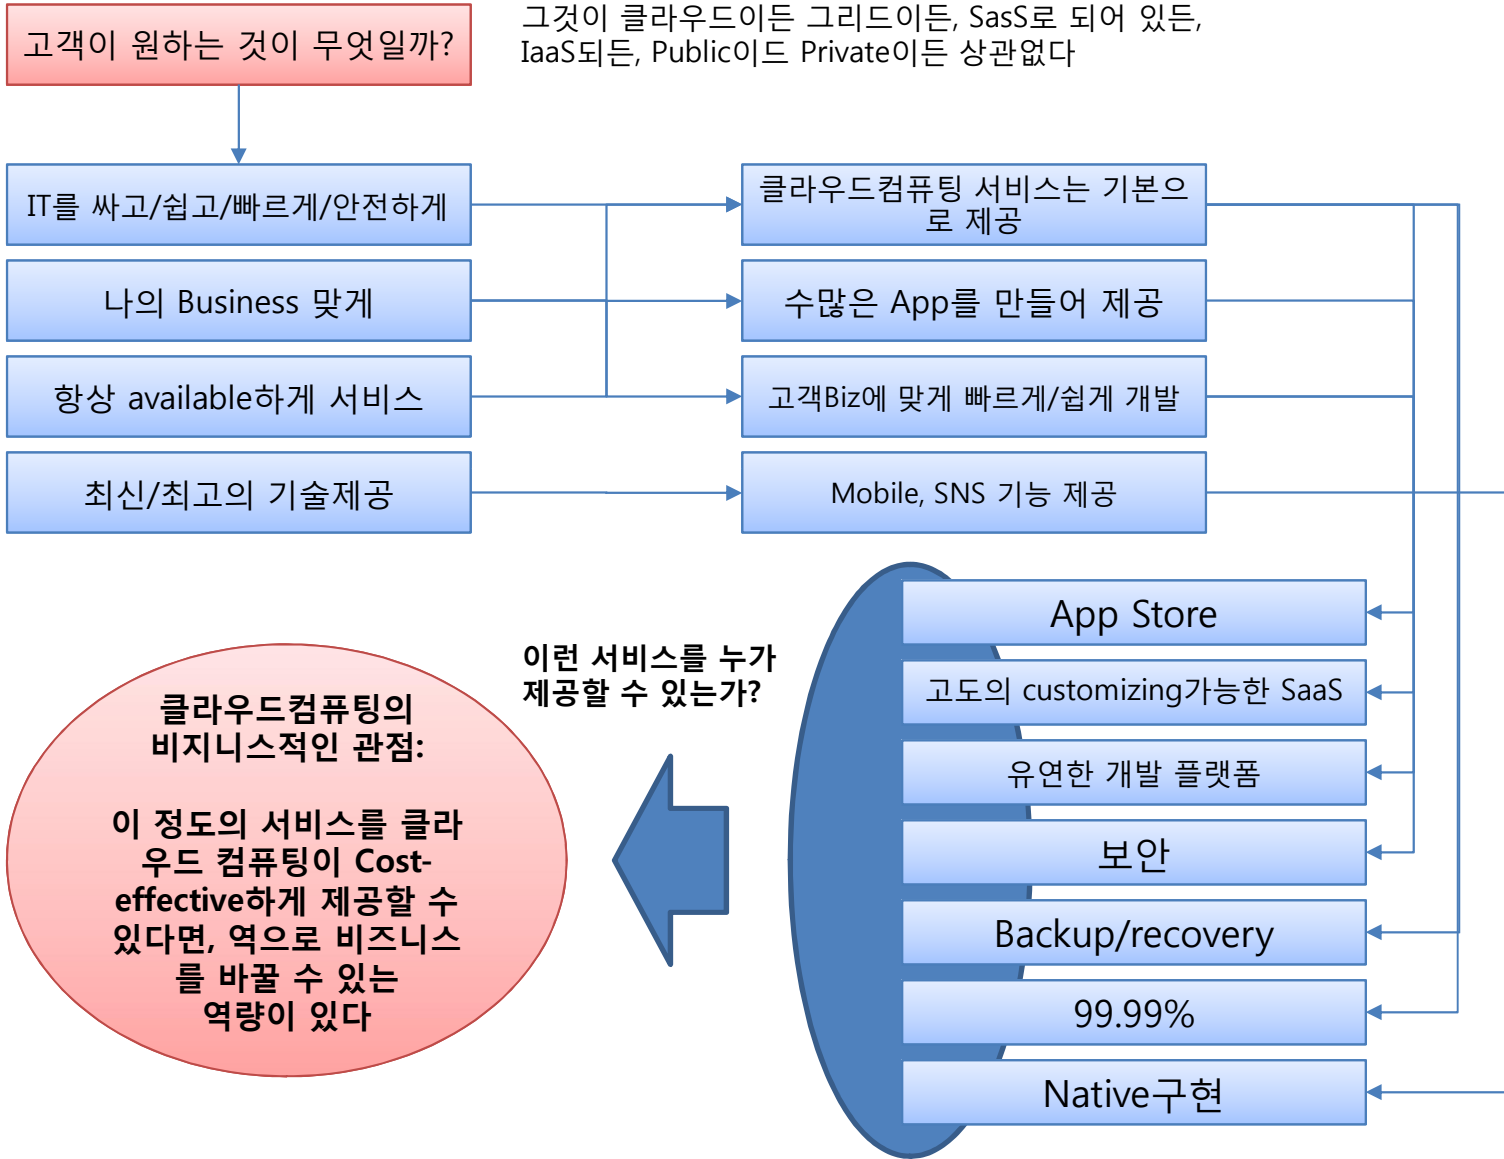 고객이 원하는 것이 무엇일까?
그것이 클라우드이든 그리드이든, SasS로 되어 있든,
IaaS되든, Public이드 Private이든 상관없다
IT를 싸고/쉽고/빠르게/안전하게
클라우드컴퓨팅 서비스는 기본으
로 제공
나의 Business 맞게
수많은 App를 만들어 제공
항상 available하게 서비스
고객Biz에 맞게 빠르게/쉽게 개발
최신/최고의 기술제공
Mobile, SNS 기능 제공
App Store
고도의 customizing가능한 SaaS
유연한 개발 플랫폼
보안
Backup/recovery
99.99%
Native구현
이런 서비스를 누가
제공할 수 있는가?
클라우드컴퓨팅의
비지니스적인 관점:
이 정도의 서비스를 클라
우드 컴퓨팅이 Cost-
effective하게 제공할 수
있다면, 역으로 비즈니스
를 바꿀 수 있는
역량이 있다